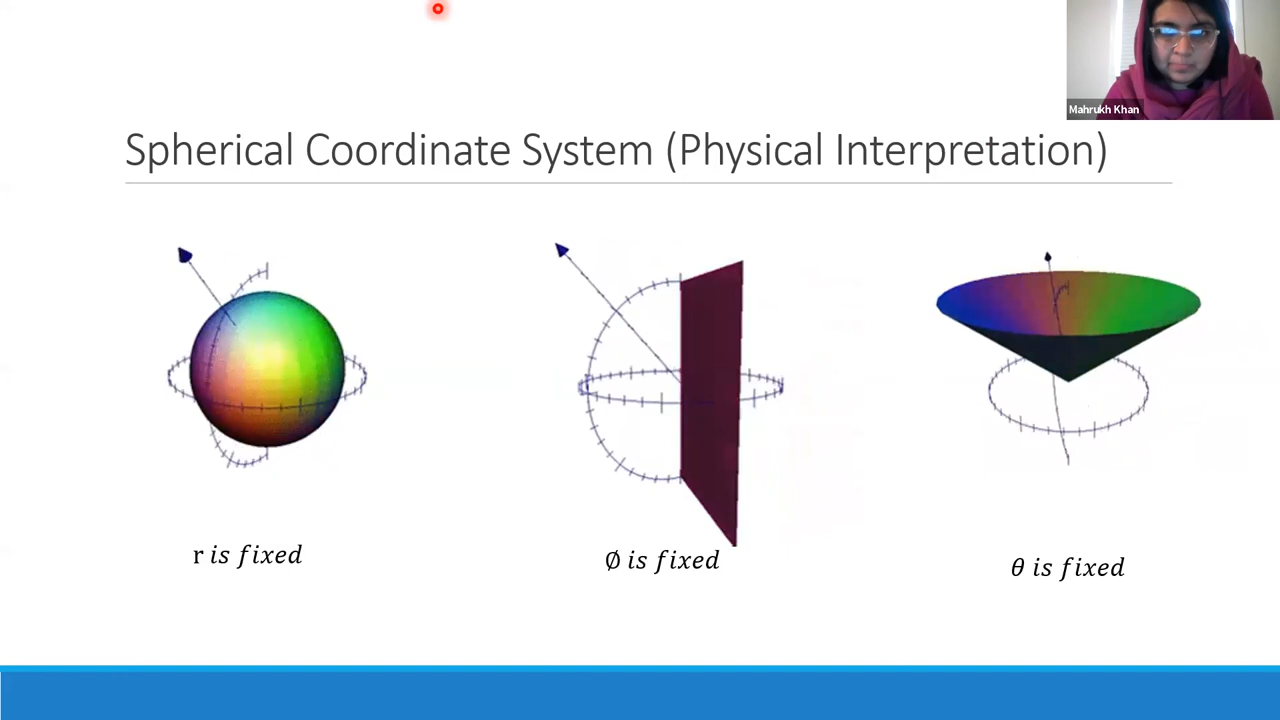 Mahrukh Khan
Spherical Coordinate System (Physical Interpretation)
r is fixed
∅ is fixed
θ is fixed